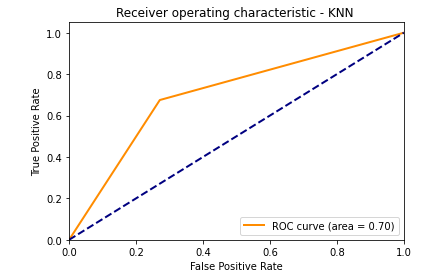 Receiver operating characteristic - KNN
True Positive Rate
1.0
0.8
0.6
0.4
0.2
0.0
0.0 0.2 0.4 0.6 0.8 1.0
False Positive Rate
ROC curve (area = 0.70)